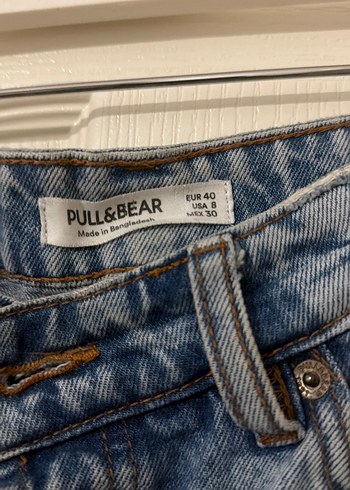 PULL&BEAR
Made in Bangladesh
EUR 40
USA 8
MEX 30